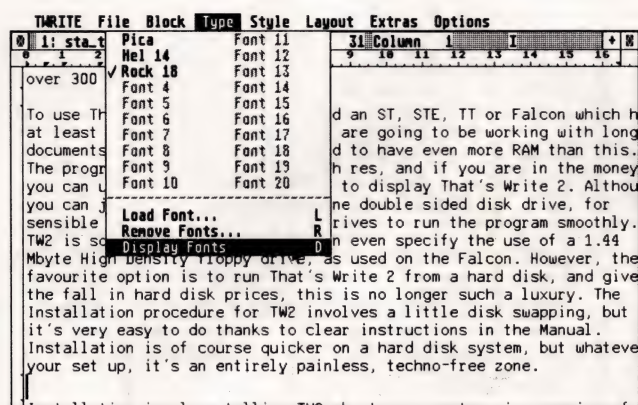 TWRITE File Block Type Style Layout Extras Options
1: sta_t 31 Column 1
0 1 2 9 10 11 12 13 14 15 16
Pica Font 11
Hel 14 Font 12
✓ Rock 18 Font 13
Font 4 Font 14
Font 5 Font 15
Font 6 Font 16
Font 7 Font 17
Font 8 Font 18
Font 9 Font 19
Font 10 Font 20
Load Font... L
Remove Fonts... R
Display Fonts D
over 300
To use Th d an ST, STE, TT or Falcon which h
at least are going to be working with long
documents d to have even more RAM than this.
The progr h res, and if you are in the money
you can u to display That's Write 2. Althou
you can j ne double sided disk drive, for
sensible rives to run the program smoothly.
TW2 is so n even specify the use of a 1.44
Mbyte High Density floppy drive, as used on the Falcon. However, the
favourite option is to run That's Write 2 from a hard disk, and give
the fall in hard disk prices, this is no longer such a luxury. The
Installation procedure for TW2 involves a little disk swapping, but
it's very easy to do thanks to clear instructions in the Manual.
Installation is of course quicker on a hard disk system, but whateve
your set up, it's an entirely painless, techno-free zone.